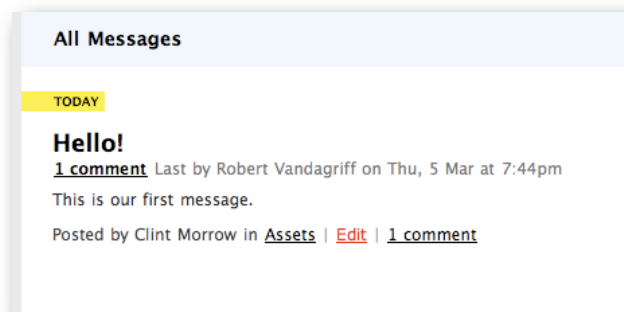 All Messages
TODAY
Hello!
1 comment Last by Robert Vandagriff on Thu, 5 Mar at 7:44pm
This is our first message.
Posted by Clint Morrow in Assets | Edit | 1 comment